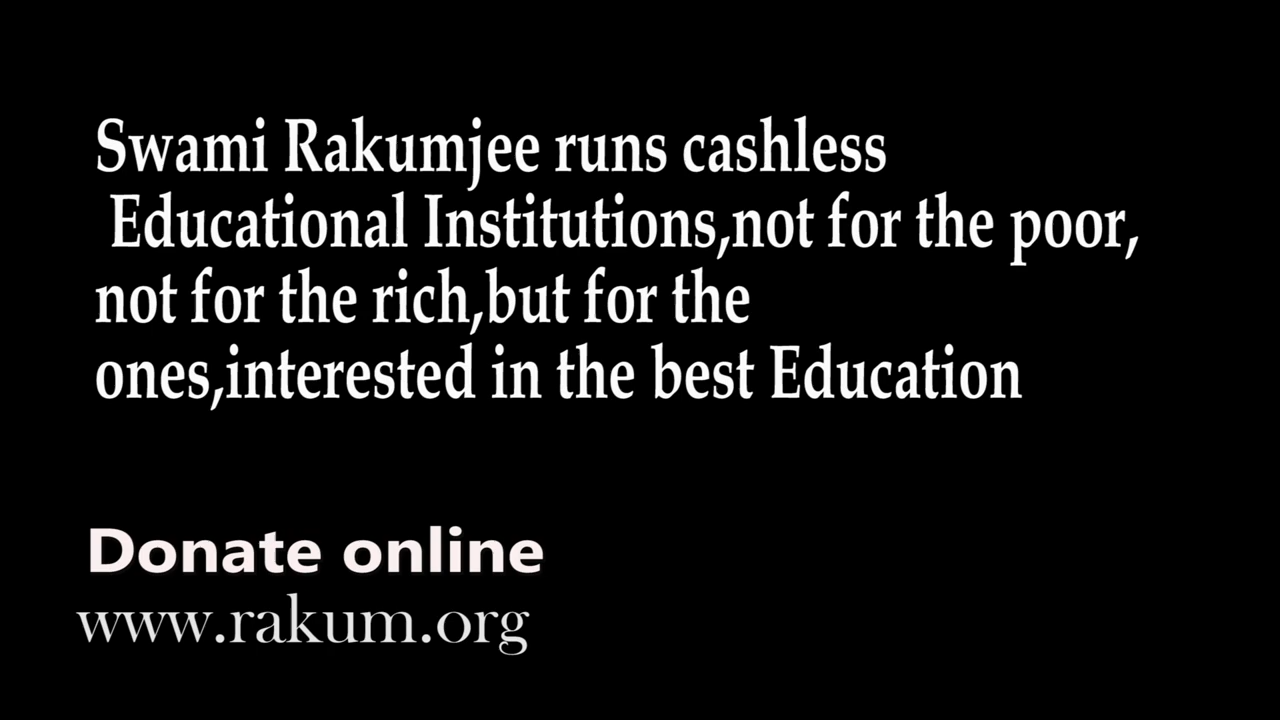 Swami Rakumjee runs cashless
Educational Institutions,not for the poor,
not for the rich,but for the
ones,interested in the best Education
Donate online
www.rakum.org